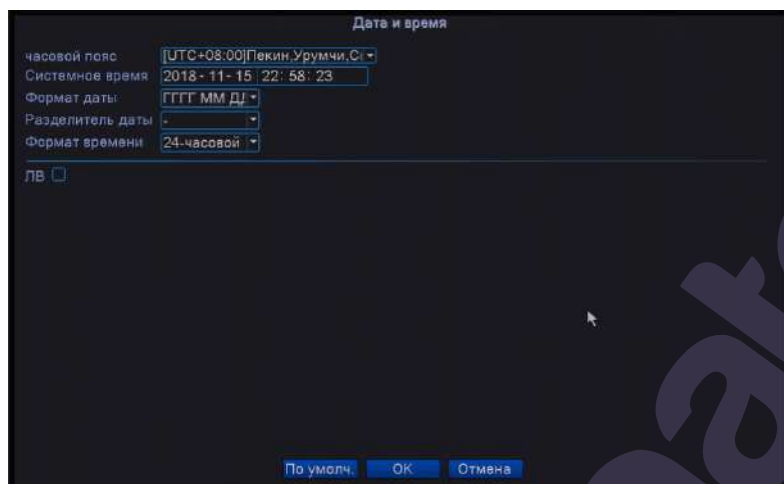 Дата и время
часовой пояс [UTC+08:00]Пекин,Урумчи,С
Системное время 2018-11-15 22:58:23
Формат даты ГГГГ ММ ДД
Разделитель даты -
Формат времени 24-часовой
ЛВ
По умолч. OK Отмена